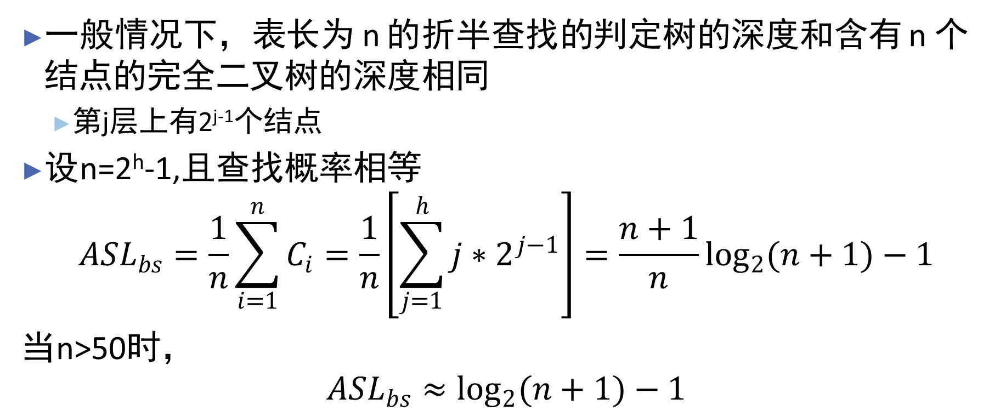 ▶一般情况下，表长为 n 的折半查找的判定树的深度和含有 n 个
结点的完全二叉树的深度相同
▶第j层上有2^{j-1}个结点
▶设n=2^h-1,且查找概率相等
ASL_{bs} = \frac{1}{n} \sum_{i=1}^{n} C_i = \frac{1}{n} \left[ \sum_{j=1}^{h} j * 2^{j-1} \right] = \frac{n+1}{n} \log_2(n+1) - 1
当n>50时，
ASL_{bs} ≈ \log_2(n+1) - 1